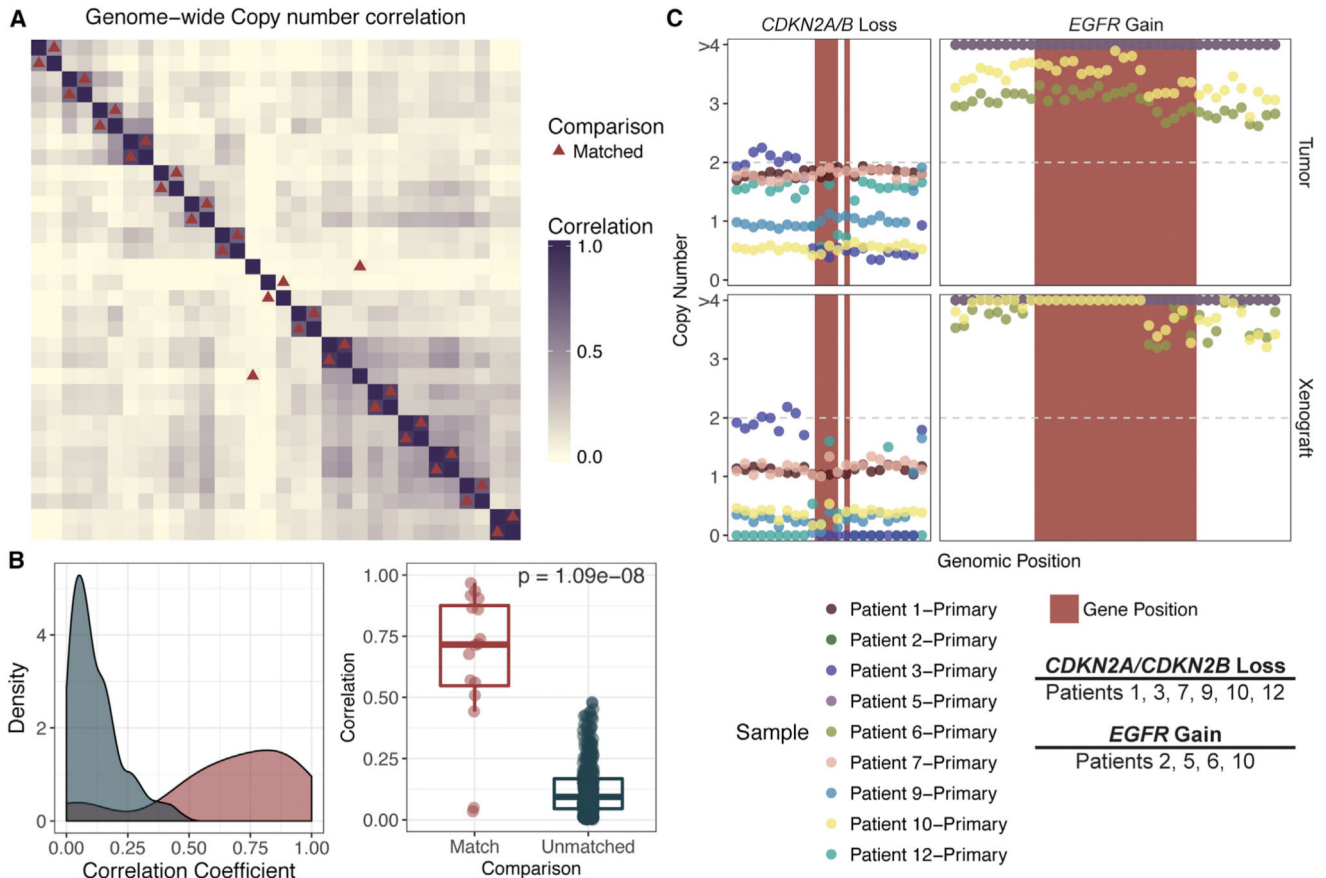 A
Genome-wide Copy number correlation
Comparison
Matched
Correlation
1.0
0.5
0.0
B
Density
4
2
0
0.00 0.25 0.50 0.75 1.00
Correlation Coefficient
Correlation
1.00
0.75
0.50
0.25
0.00
p = 1.09e-08
Match Unmatched
Comparison
C
CDKN2A/B Loss EGFR Gain
Copy Number
>4
3
2
1
0
Tumor
>4
3
2
1
0
Xenograft
Genomic Position
Sample
Patient 1-Primary
Patient 2-Primary
Patient 3-Primary
Patient 5-Primary
Patient 6-Primary
Patient 7-Primary
Patient 9-Primary
Patient 10-Primary
Patient 12-Primary
Gene Position
CDKN2A/CDKN2B Loss
Patients 1, 3, 7, 9, 10, 12
EGFR Gain
Patients 2, 5, 6, 10